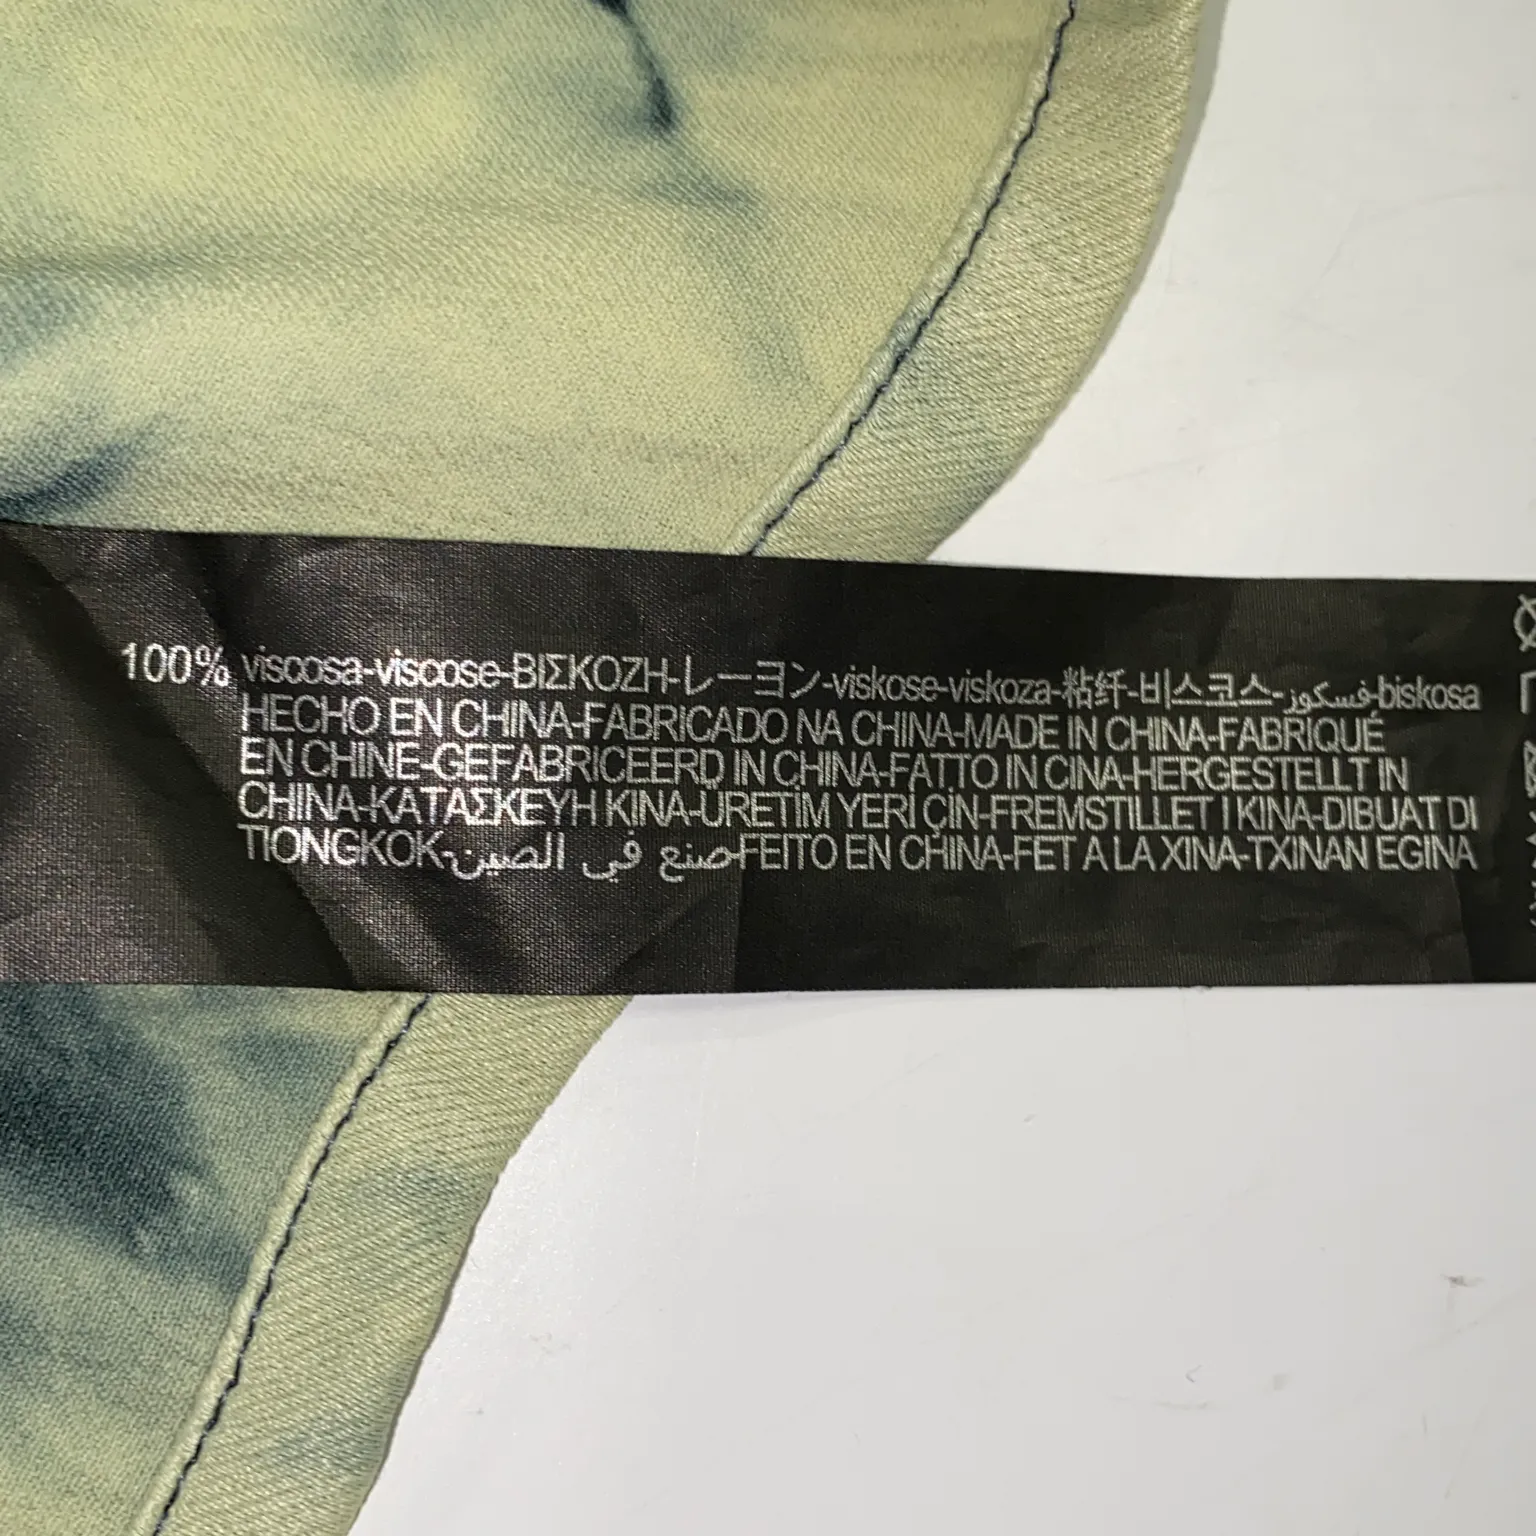 100% viscosa-viscose-ΒΙΣΚΟΖΗ-レーヨン-viskose-viskoza-粘纤-비스코스-فسكوز-biskosa
HECHO EN CHINA-FABRICADO NA CHINA-MADE IN CHINA-FABRIQUÉ
EN CHINE-GEFABRICEERD IN CHINA-FATTO IN CINA-HERGESTELLT IN
CHINA-ΚΑΤΑΣΚΕΥΗ ΚΙΝΑ-ÜRETİM YERİ ÇİN-FREMSTILLET I KINA-DIBUAT DI
TIONGKOK-صنع في الصين-FEITO EN CHINA-FET A LA XINA-TXINAN EGINA